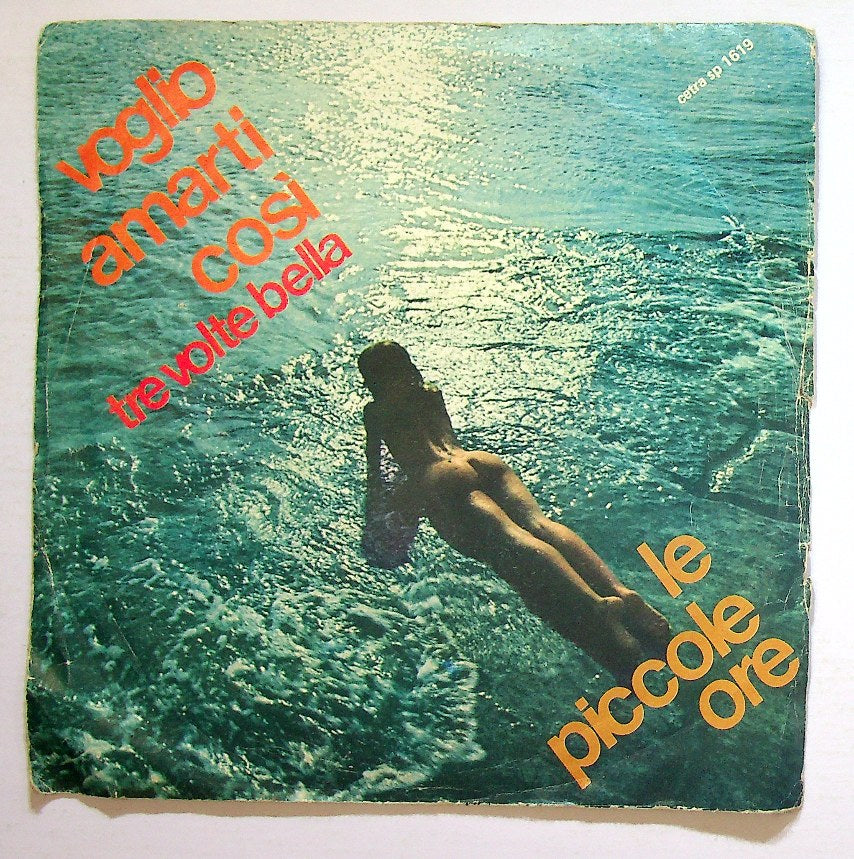 voglio
amarti
così
tre volte bella
cetra sp 1619
le
piccole
ore